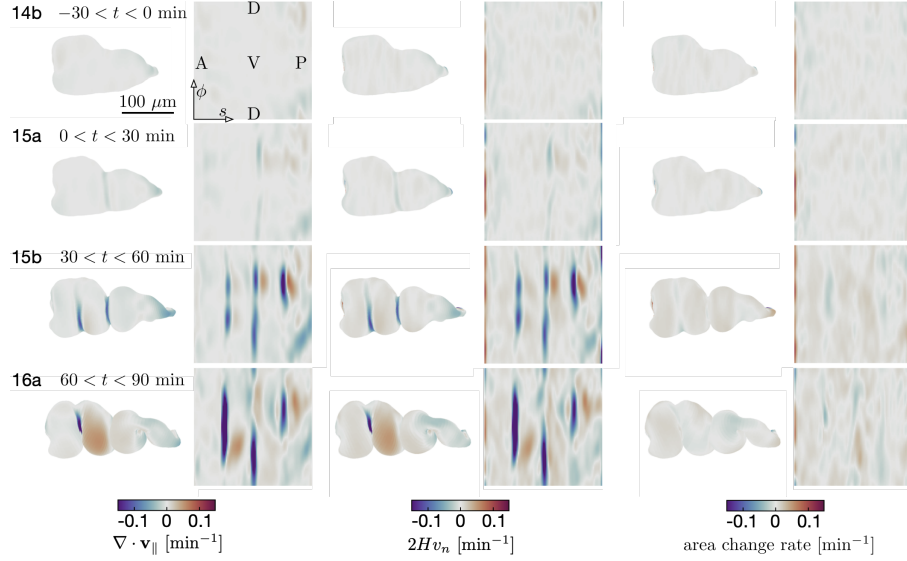 14b −30 < t < 0 min
D
A V P
ϕ
s
D
100 μm
15a 0 < t < 30 min
15b 30 < t < 60 min
16a 60 < t < 90 min
-0.1 0 0.1
∇ · v∥ [min⁻¹]
-0.1 0 0.1
2Hvₙ [min⁻¹]
-0.1 0 0.1
area change rate [min⁻¹]